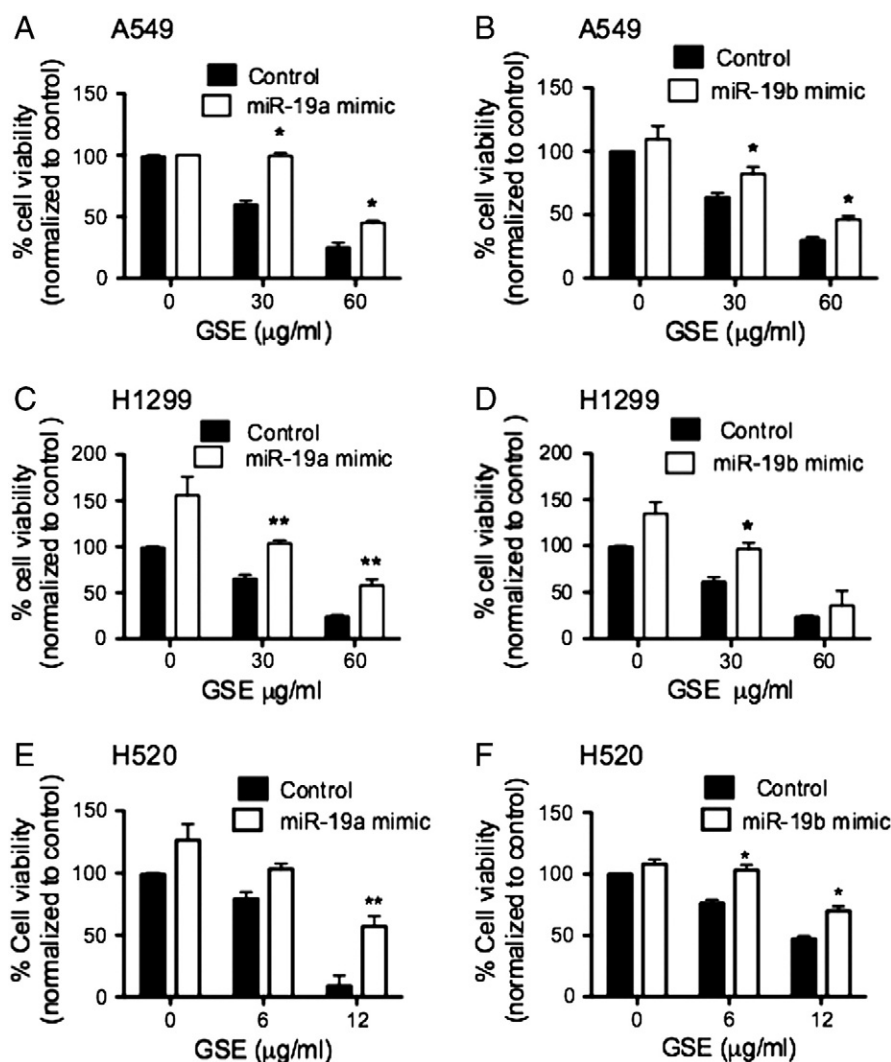 A A549
Control
miR-19a mimic
% cell viability
(normalized to control)
150
100
50
0
*
*
0 30 60
GSE (μg/ml)
B A549
Control
miR-19b mimic
% cell viability
(normalized to control)
150
100
50
0
*
*
0 30 60
GSE (μg/ml)
C H1299
Control
miR-19a mimic
% cell viability
(normalized to control )
200
150
100
50
0
**
**
0 30 60
GSE μg/ml
D H1299
Control
miR-19b mimic
% cell viability
(normalized to control )
200
150
100
50
0
*
0 30 60
GSE μg/ml
E H520
Control
miR-19a mimic
% Cell viability
(normalized to control)
150
100
50
0
**
0 6 12
GSE (μg/ml)
F H520
Control
miR-19b mimic
% Cell viability
(normalized to control)
150
100
50
0
*
*
0 6 12
GSE (μg/ml)